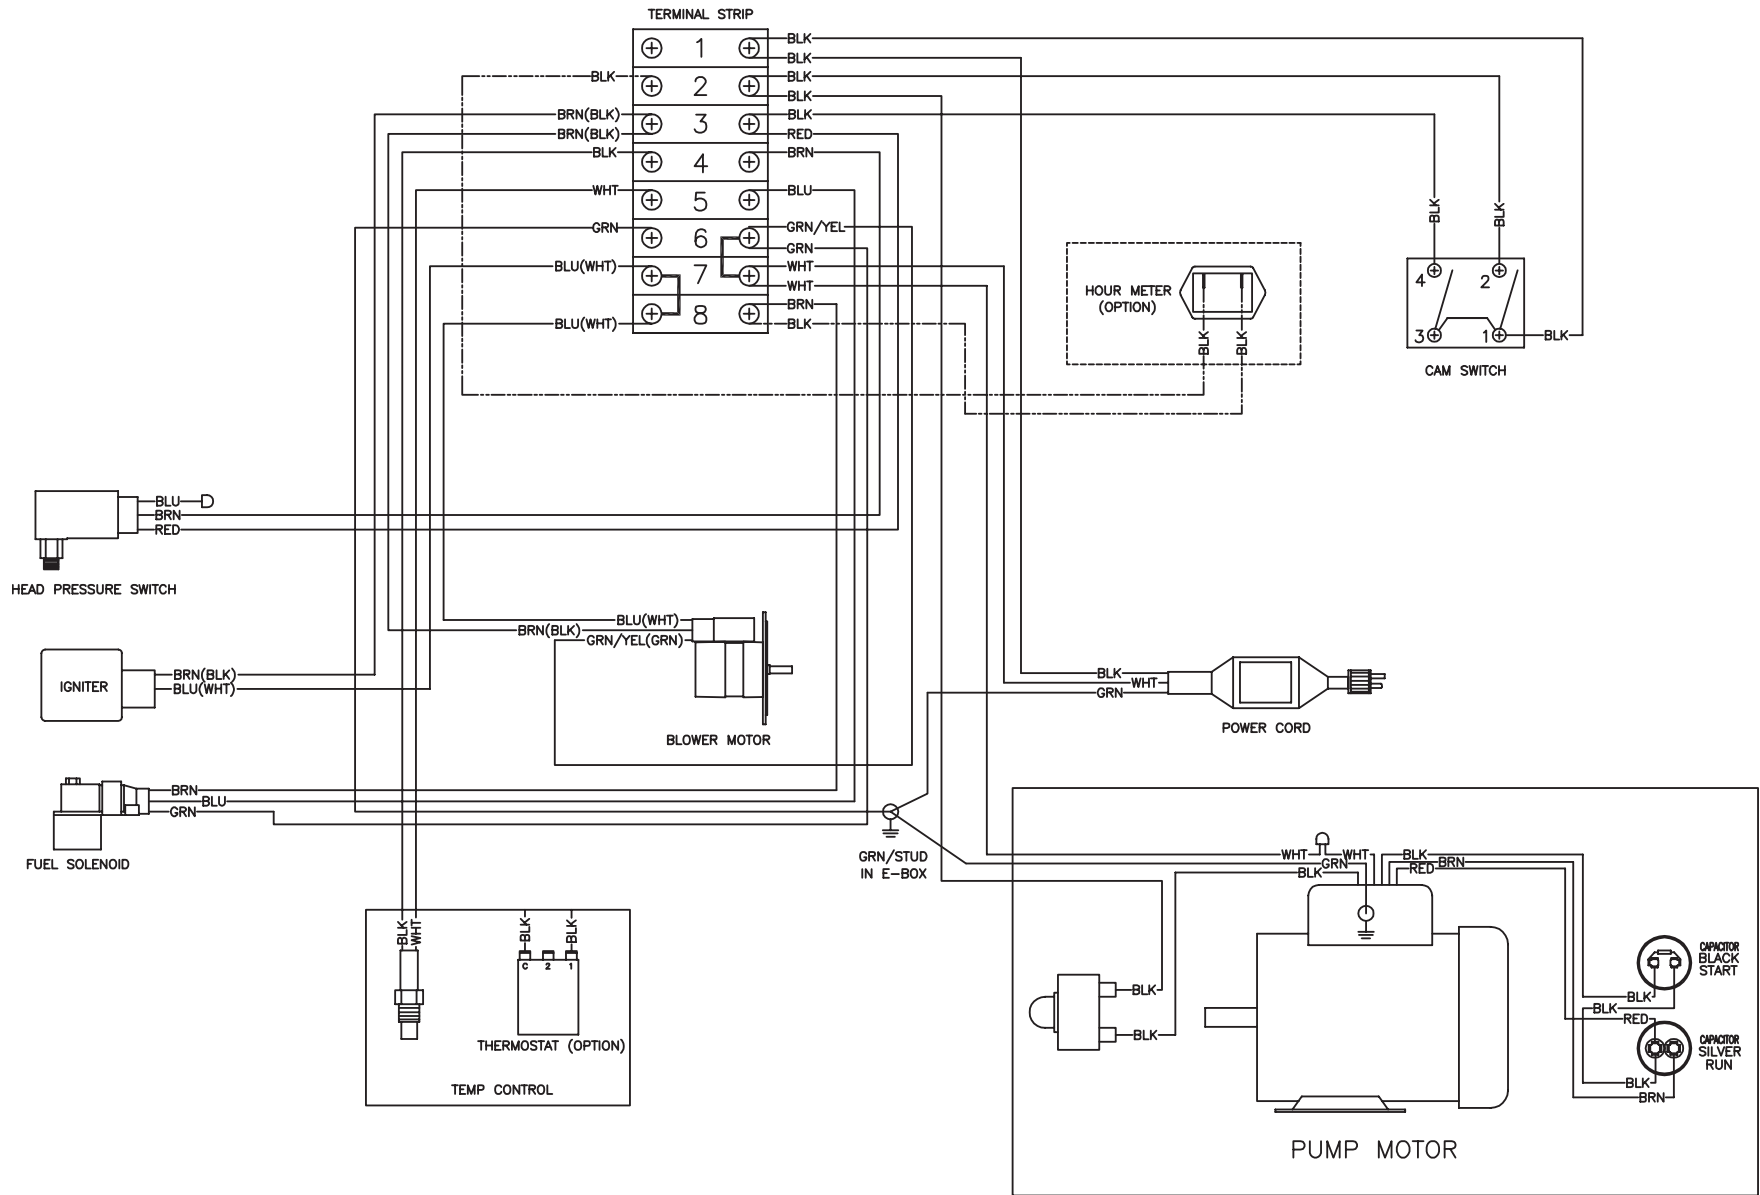 TERMINAL STRIP
1
2
3
4
5
6
7
8
BLK
BRN(BLK)
BRN(BLK)
BLK
WHT
GRN
BLU(WHT)
BLU(WHT)
BLK
BLK
BLK
BLK
BLK
RED
BRN
BLU
GRN/YEL
GRN
WHT
WHT
BRN
BLK
HOUR METER
(OPTION)
BLK
BLK
BLK
BLK
4
2
3
1
BLK
CAM SWITCH
BLU
BRN
RED
HEAD PRESSURE SWITCH
IGNITER
BRN(BLK)
BLU(WHT)
BLU(WHT)
BRN(BLK)
GRN/YEL(GRN)
BLOWER MOTOR
BLK
WHT
GRN
POWER CORD
BRN
BLU
GRN
FUEL SOLENOID
GRN/STUD
IN E-BOX
BLK
WHT
BLK
BLK
C
2
1
THERMOSTAT (OPTION)
TEMP CONTROL
WHT
WHT
GRN
BLK
BLK
BRN
RED
BLK
BLK
CAPACITOR
BLACK
START
BLK
BLK
RED
CAPACITOR
SILVER
RUN
BLK
BRN
PUMP MOTOR